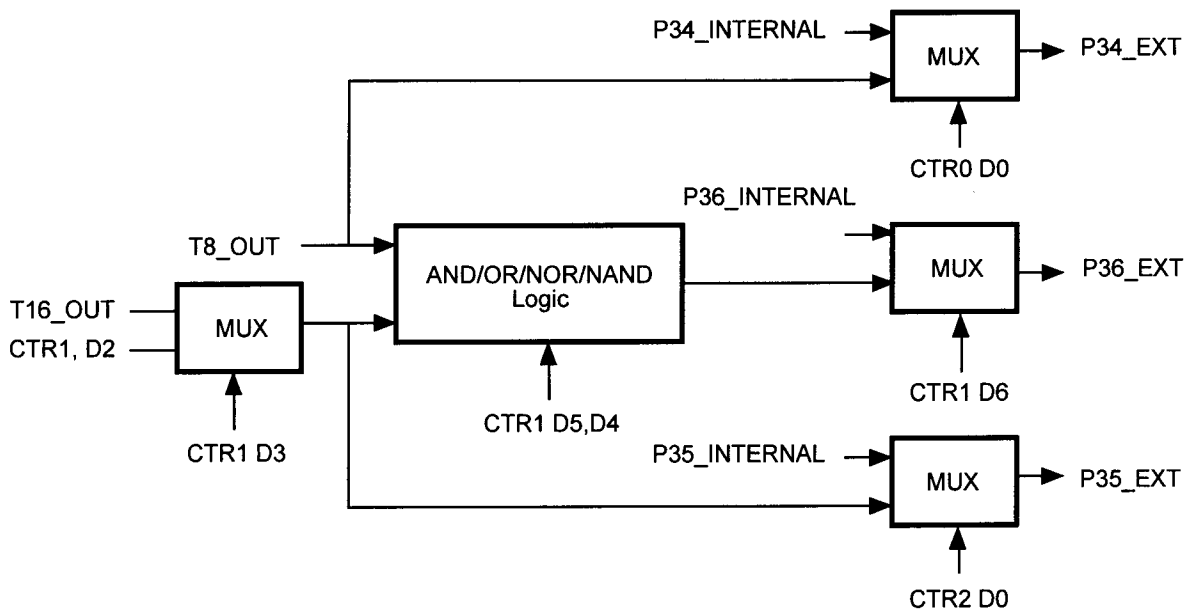 P34_INTERNAL
MUX
P34_EXT
CTR0 D0
P36_INTERNAL
T8_OUT
AND/OR/NOR/NAND
Logic
MUX
P36_EXT
T16_OUT
MUX
CTR1, D2
CTR1 D6
CTR1 D5,D4
CTR1 D3
P35_INTERNAL
MUX
P35_EXT
CTR2 D0